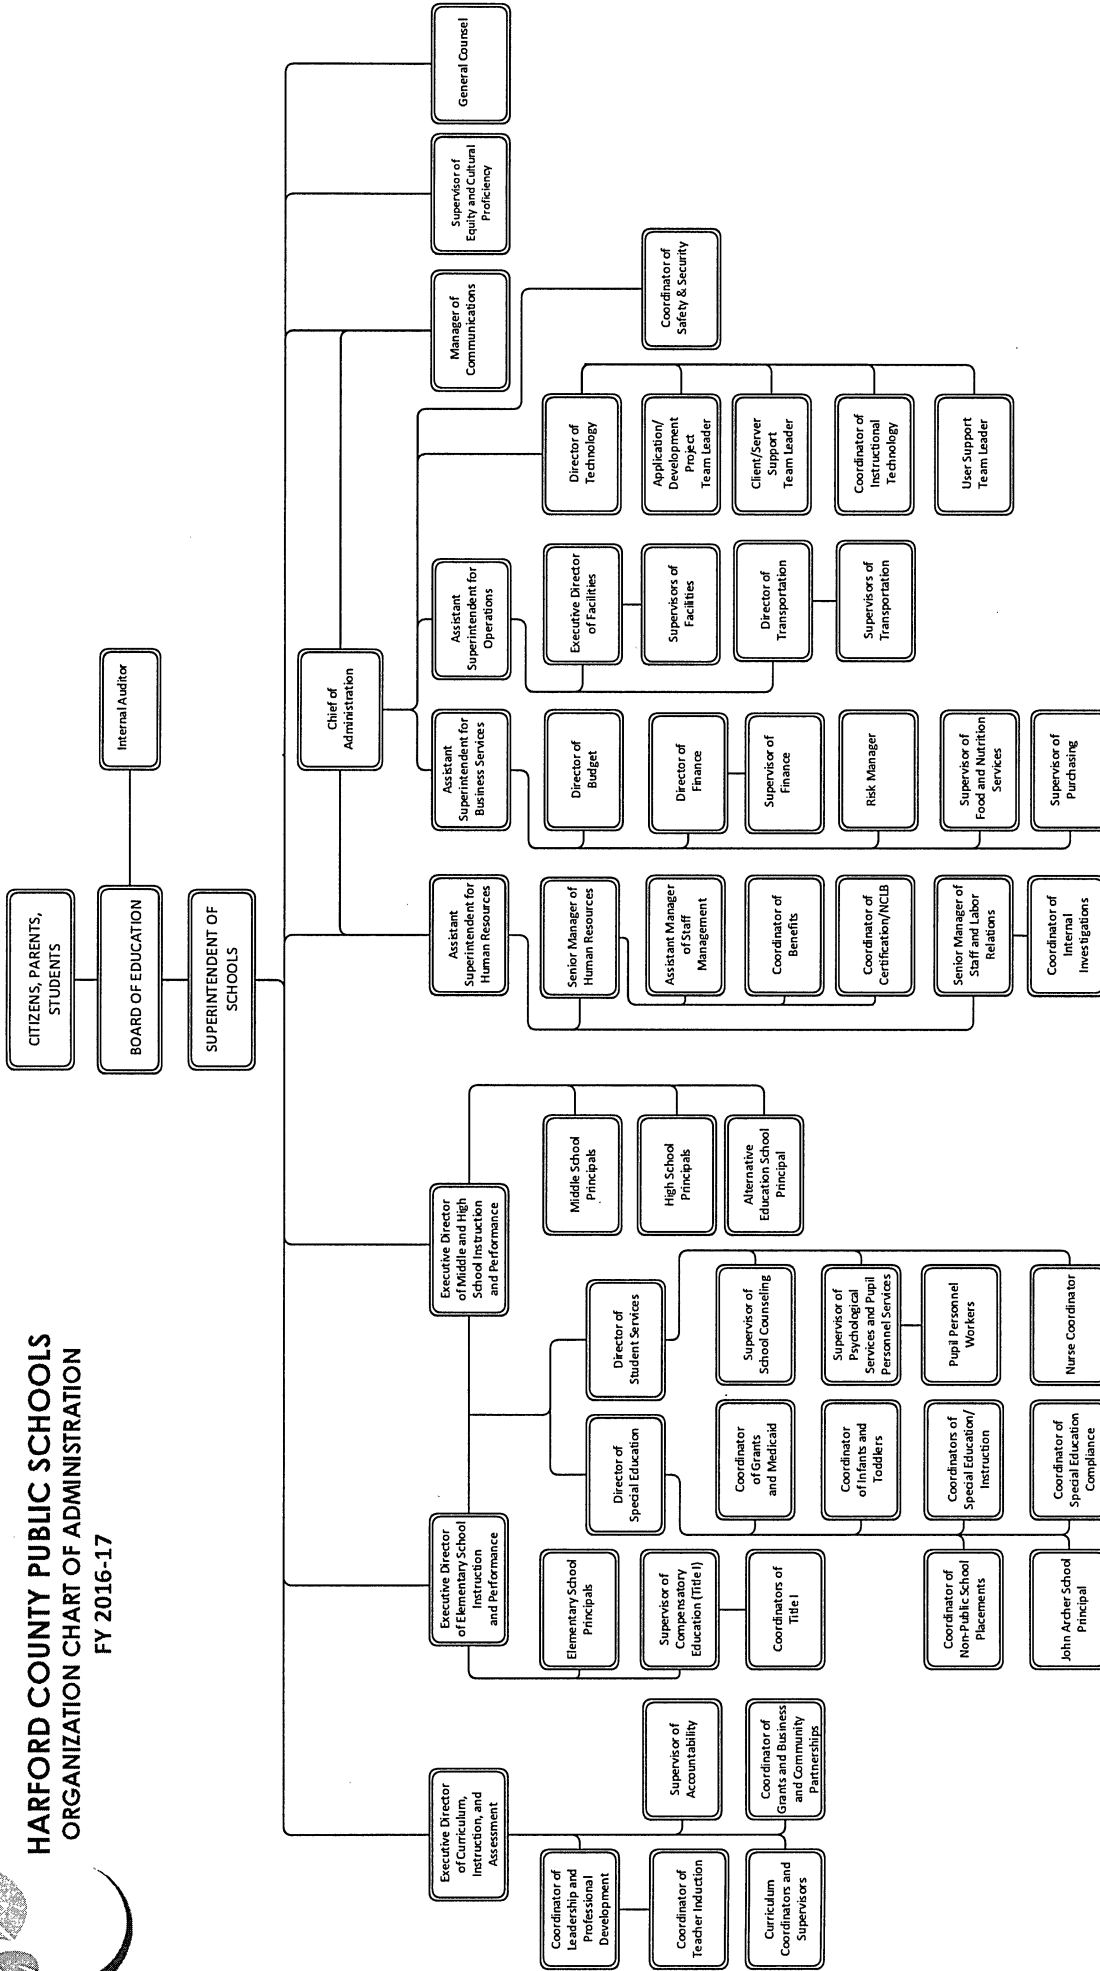 HARFORD COUNTY PUBLIC SCHOOLS
ORGANIZATION CHART OF ADMINISTRATION
FY 2016-17
CITIZENS, PARENTS,
STUDENTS
BOARD OF EDUCATION
Internal Auditor
SUPERINTENDENT OF
SCHOOLS
Chief of
Administration
Executive Director
of Curriculum,
Instruction, and
Assessment
Executive Director
of Elementary School
Instruction
and Performance
Executive Director
of Middle and High
School Instruction
and Performance
Assistant
Superintendent for
Human Resources
Assistant
Superintendent for
Business Services
Assistant
Superintendent for
Operations
Manager of
Communications
Supervisor of
Equity and Cultural
Proficiency
General Counsel
Coordinator of
Leadership and
Professional
Development
Coordinator of
Teacher Induction
Curriculum
Coordinators and
Supervisors
Supervisor of
Accountability
Coordinator of
Grants and Business
and Community
Partnerships
Elementary School
Principals
Supervisor of
Compensatory
Education (Title I)
Coordinators of
Title I
Director of
Special Education
Coordinator
of Grants
and Medicaid
Coordinator
of Infants and
Toddlers
Coordinators of
Special Education/
Instruction
Coordinator of
Special Education
Compliance
Coordinator of
Non-Public School
Placements
John Archer School
Principal
Director of
Student Services
Supervisor of
School Counseling
Supervisor of
Psychological
Services and Pupil
Personnel Services
Pupil Personnel
Workers
Nurse Coordinator
Middle School
Principals
High School
Principals
Alternative
Education School
Principal
Senior Manager of
Human Resources
Assistant Manager
of Staff
Management
Coordinator of
Benefits
Coordinator of
Certification/NCLB
Senior Manager of
Staff and Labor
Relations
Coordinator of
Internal
Investigations
Director of
Budget
Director of
Finance
Supervisor of
Finance
Risk Manager
Supervisor of
Food and Nutrition
Services
Supervisor of
Purchasing
Executive Director
of Facilities
Supervisors of
Facilities
Director of
Transportation
Supervisors of
Transportation
Director of
Technology
Application/
Development
Project
Team Leader
Client/Server
Support
Team Leader
Coordinator of
Instructional
Technology
User Support
Team Leader
Coordinator of
Safety & Security